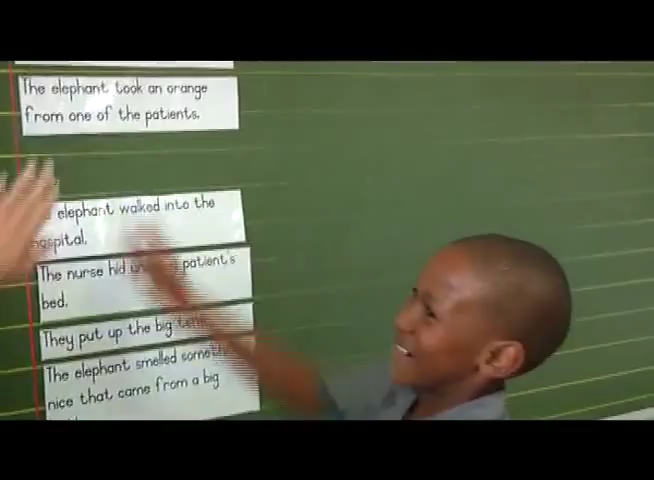 The elephant took an orange
from one of the patients.
elephant walked into the
hospital.
The nurse hid patient's
bed.
They put up the big
The elephant smelled
nice that came from a big